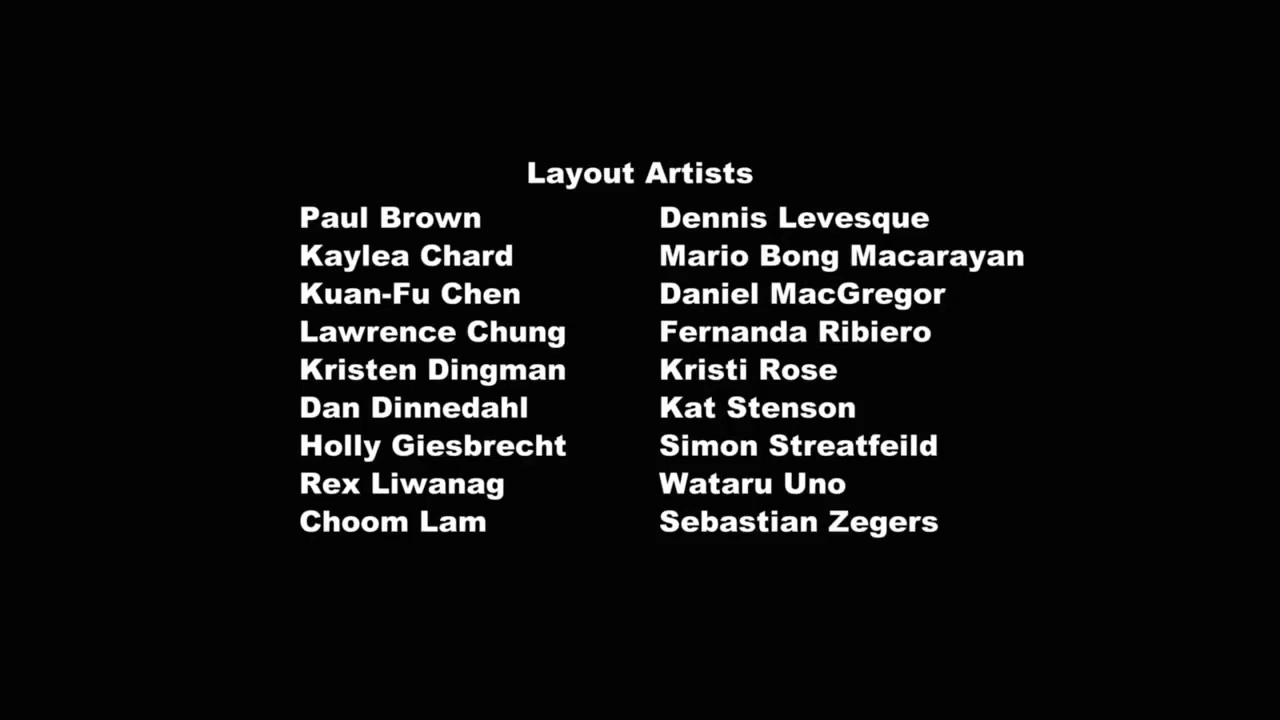 Layout Artists
Paul Brown
Kaylea Chard
Kuan-Fu Chen
Lawrence Chung
Kristen Dingman
Dan Dinnedahl
Holly Giesbrecht
Rex Liwanag
Choom Lam
Dennis Levesque
Mario Bong Macarayan
Daniel MacGregor
Fernanda Ribiero
Kristi Rose
Kat Stenson
Simon Streatfeild
Wataru Uno
Sebastian Zegers